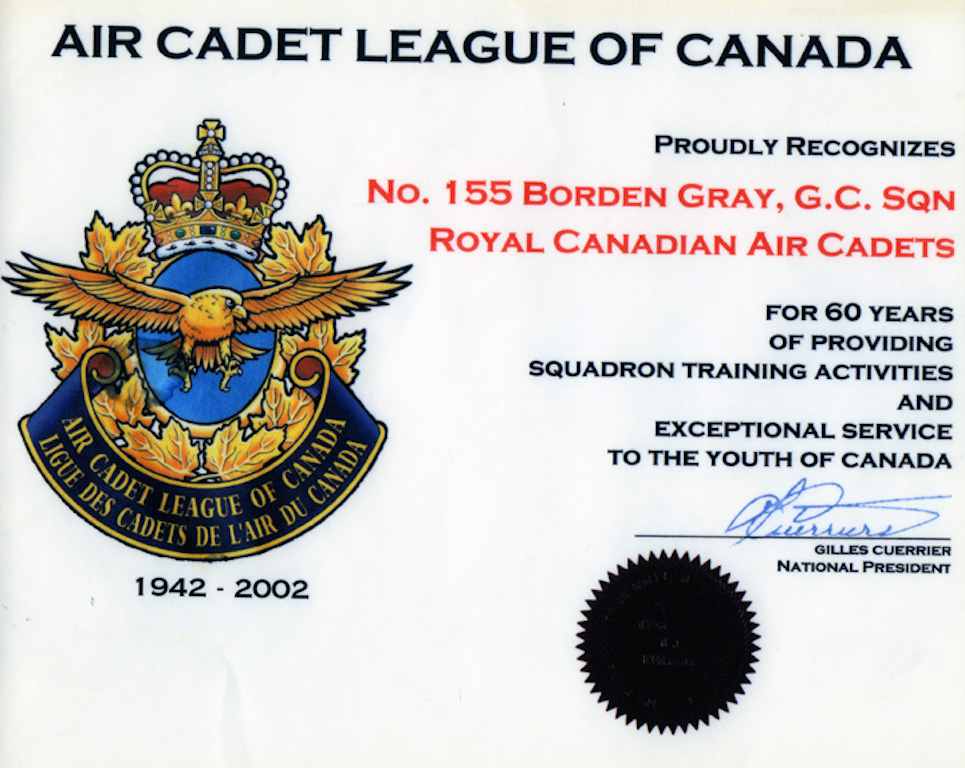 AIR CADET LEAGUE OF CANADA
PROUDLY RECOGNIZES
NO. 155 BORDEN GRAY, G.C. SQN
ROYAL CANADIAN AIR CADETS
FOR 60 YEARS
OF PROVIDING
SQUADRON TRAINING ACTIVITIES
AND
EXCEPTIONAL SERVICE
TO THE YOUTH OF CANADA
GILLES CUERRIER
NATIONAL PRESIDENT
AIR CADET LEAGUE OF CANADA
LIGUE DES CADETS DE L'AIR DU CANADA
1942 - 2002